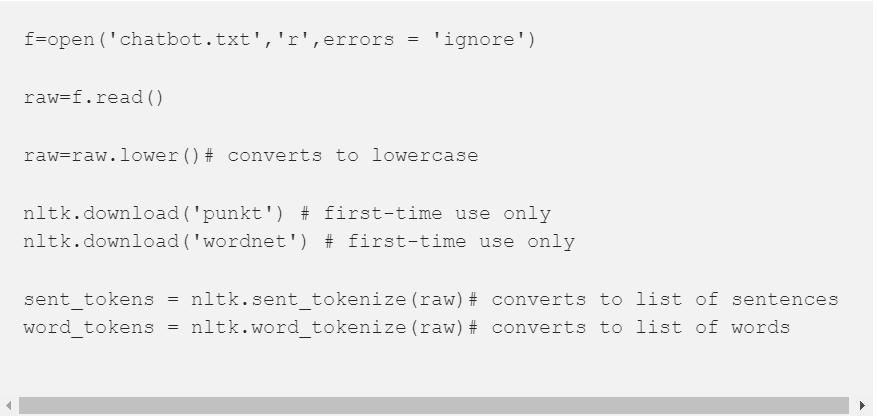 f=open('chatbot.txt','r',errors = 'ignore')
raw=f.read()
raw=raw.lower()# converts to lowercase
nltk.download('punkt') # first-time use only
nltk.download('wordnet') # first-time use only
sent_tokens = nltk.sent_tokenize(raw)# converts to list of sentences
word_tokens = nltk.word_tokenize(raw)# converts to list of words